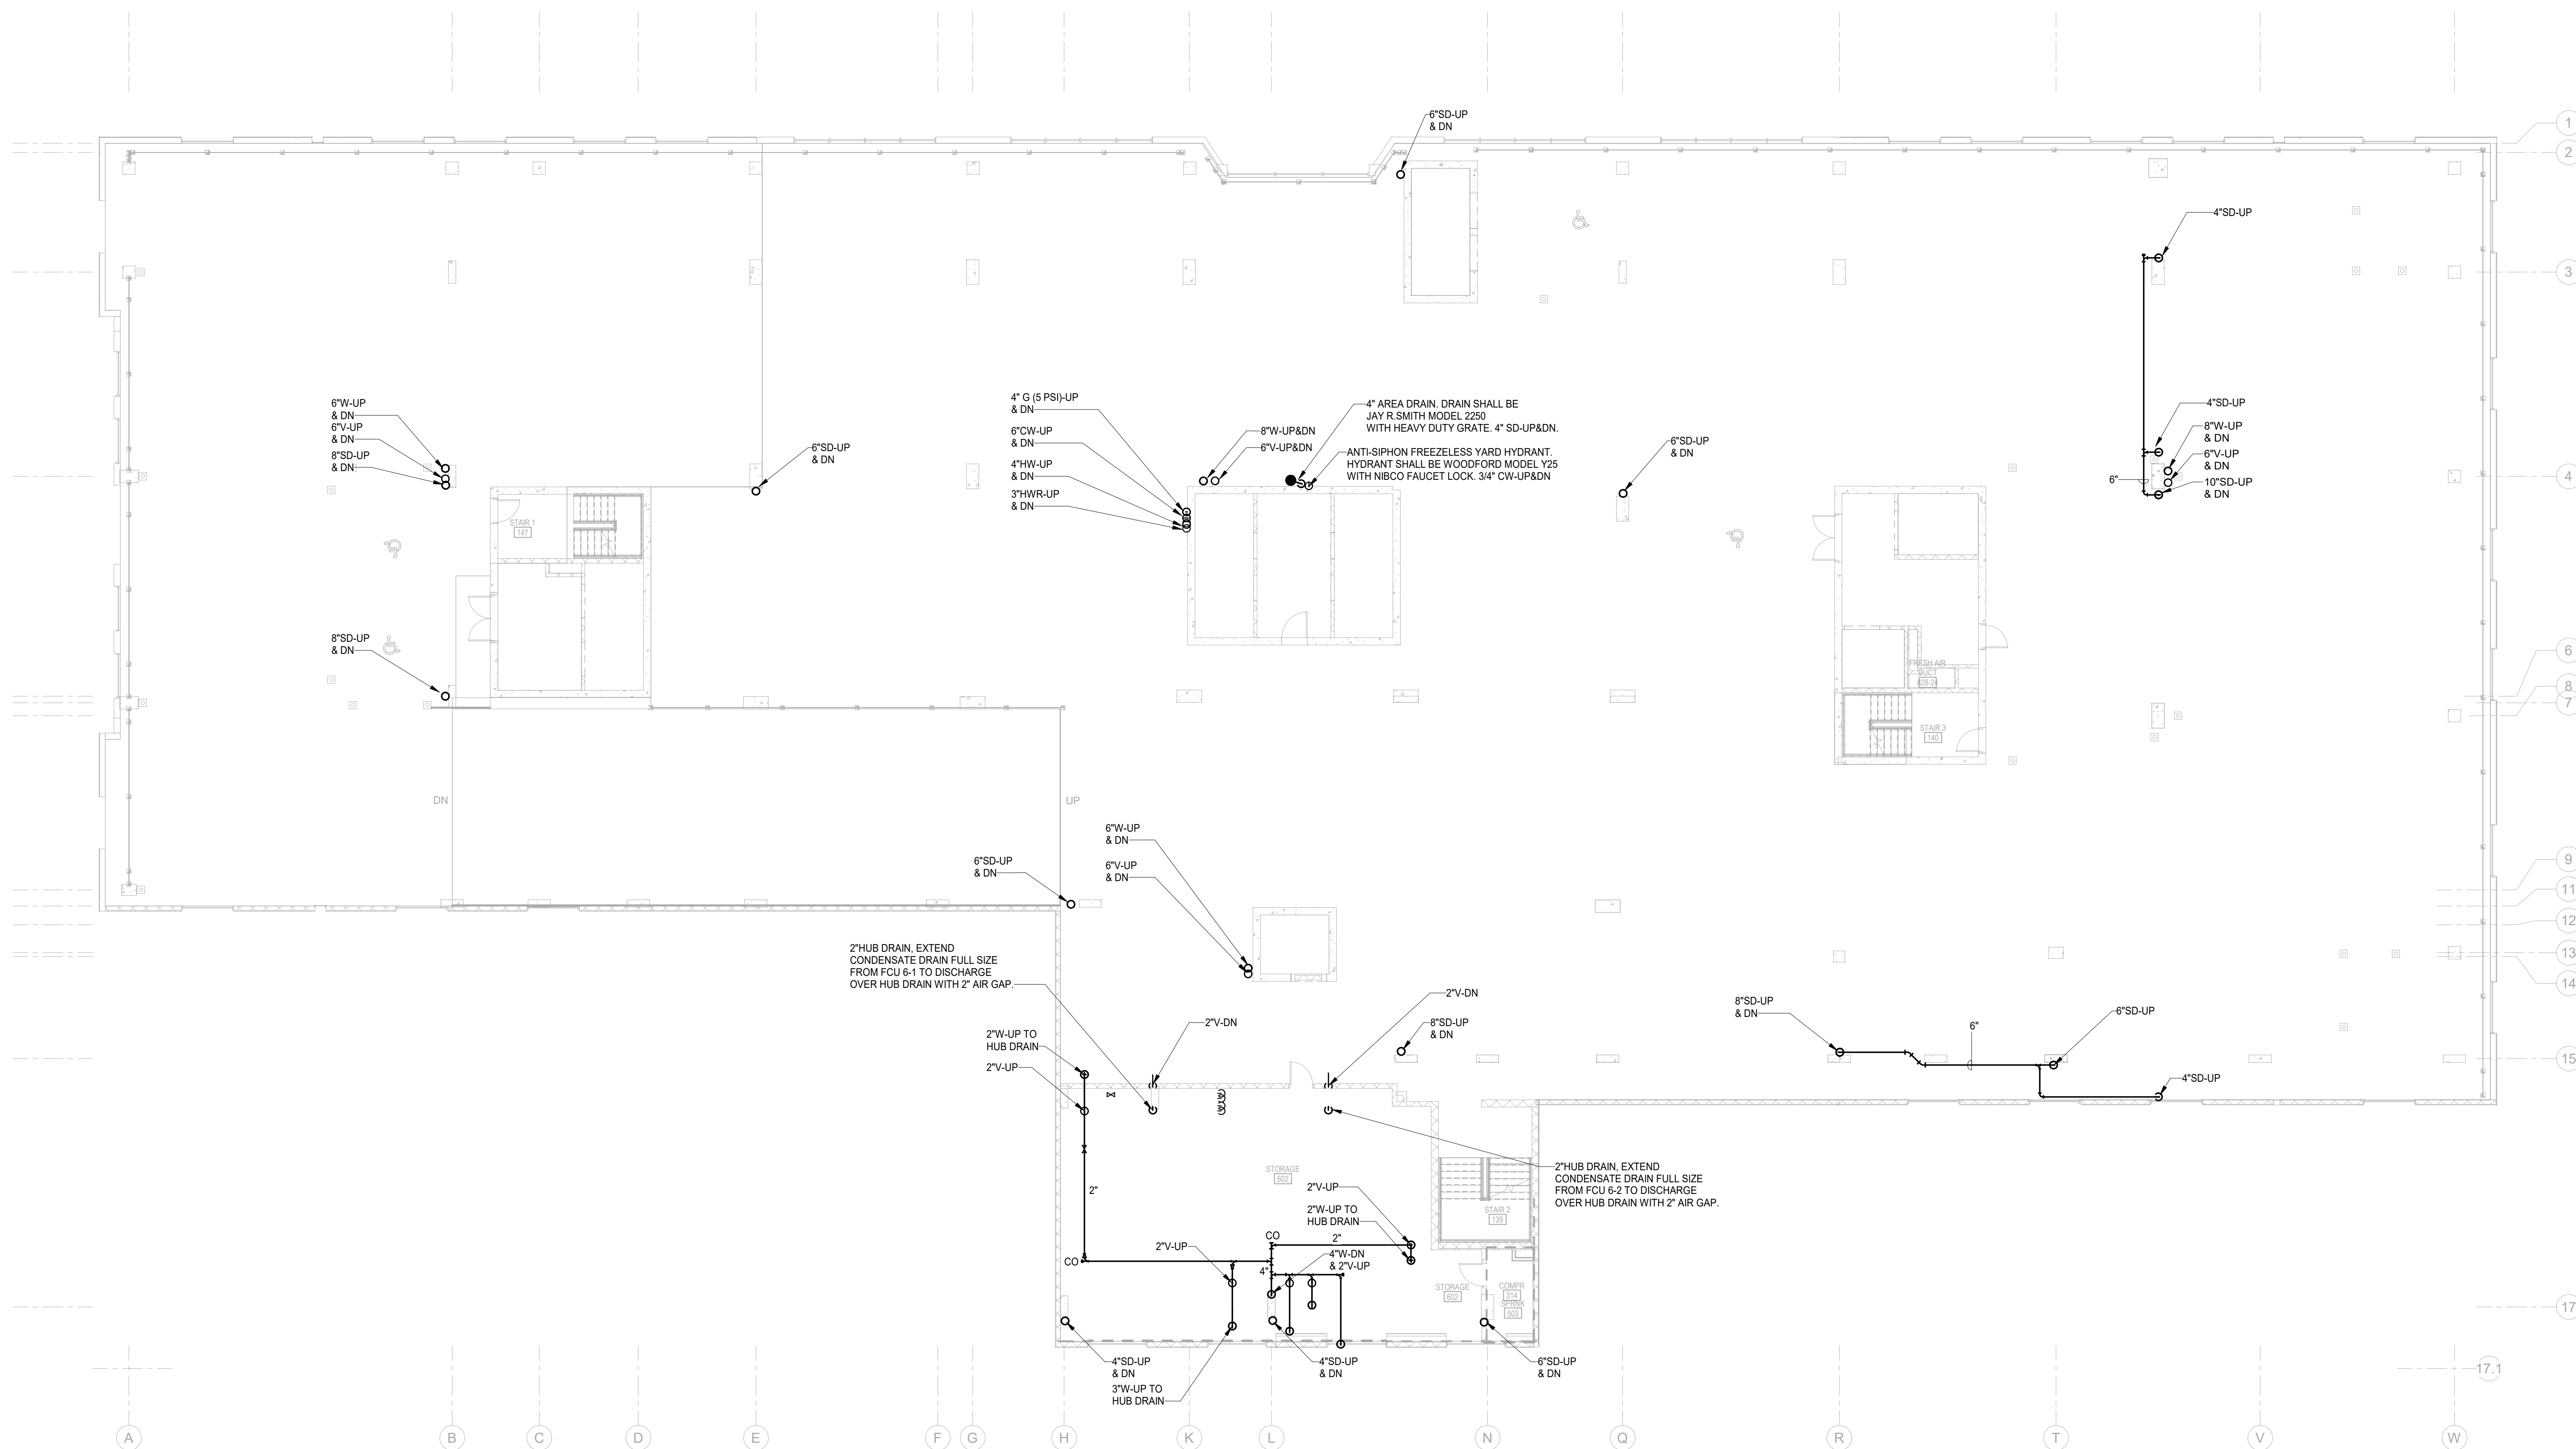 6"SD-UP
& DN
1
2
4"SD-UP
3
6"W-UP
& DN
6"V-UP
& DN
8"SD-UP
& DN
6"SD-UP
& DN
4" G (5 PSI)-UP
& DN
6"CW-UP
& DN
4"HW-UP
& DN
3"HWR-UP
& DN
8"W-UP&DN
6"V-UP&DN
4" AREA DRAIN. DRAIN SHALL BE
JAY R.SMITH MODEL 2250
WITH HEAVY DUTY GRATE. 4" SD-UP&DN.
ANTI-SIPHON FREEZELESS YARD HYDRANT.
HYDRANT SHALL BE WOODFORD MODEL Y25
WITH NIBCO FAUCET LOCK. 3/4" CW-UP&DN
6"SD-UP
& DN
4"SD-UP
8"W-UP
& DN
6"V-UP
& DN
10"SD-UP
& DN
6"
4
STAIR 1
147
8"SD-UP
& DN
FRESH AIR
DUCT
828-24
6
8
7
STAIR 3
140
DN
UP
6"W-UP
& DN
6"V-UP
& DN
6"SD-UP
& DN
9
11
12
13
14
2"HUB DRAIN, EXTEND
CONDENSATE DRAIN FULL SIZE
FROM FCU 6-1 TO DISCHARGE
OVER HUB DRAIN WITH 2" AIR GAP.
2"V-DN
2"V-DN
8"SD-UP
& DN
8"SD-UP
& DN
6"
6"SD-UP
15
4"SD-UP
2"W-UP TO
HUB DRAIN
2"V-UP
2"
STORAGE
602
2"HUB DRAIN, EXTEND
CONDENSATE DRAIN FULL SIZE
FROM FCU 6-2 TO DISCHARGE
OVER HUB DRAIN WITH 2" AIR GAP.
2"V-UP
2"W-UP TO
HUB DRAIN
STAIR 2
139
CO
2"
2"V-UP
4"W-DN
& 2"V-UP
CO
4"
STORAGE
602
COMPR
314
SPRNK
503
17
4"SD-UP
& DN
3"W-UP TO
HUB DRAIN
4"SD-UP
& DN
6"SD-UP
& DN
17.1
A
B
C
D
E
F
G
H
K
L
N
Q
R
T
V
W